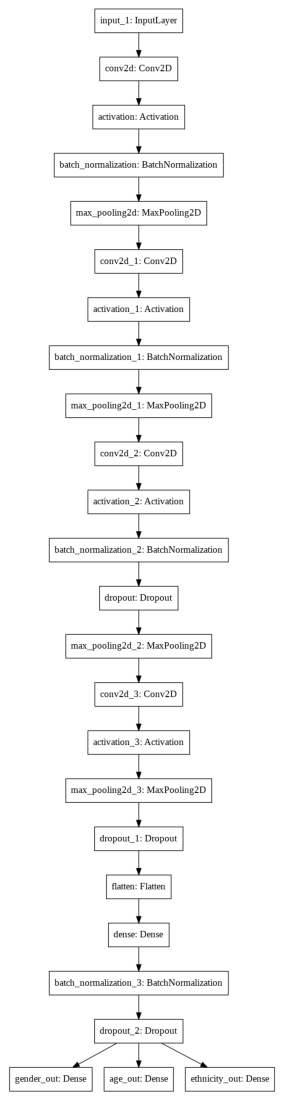 input_1: InputLayer
conv2d: Conv2D
activation: Activation
batch_normalization: BatchNormalization
max_pooling2d: MaxPooling2D
conv2d_1: Conv2D
activation_1: Activation
batch_normalization_1: BatchNormalization
max_pooling2d_1: MaxPooling2D
conv2d_2: Conv2D
activation_2: Activation
batch_normalization_2: BatchNormalization
dropout: Dropout
max_pooling2d_2: MaxPooling2D
conv2d_3: Conv2D
activation_3: Activation
max_pooling2d_3: MaxPooling2D
dropout_1: Dropout
flatten: Flatten
dense: Dense
batch_normalization_3: BatchNormalization
dropout_2: Dropout
gender_out: Dense
age_out: Dense
ethnicity_out: Dense